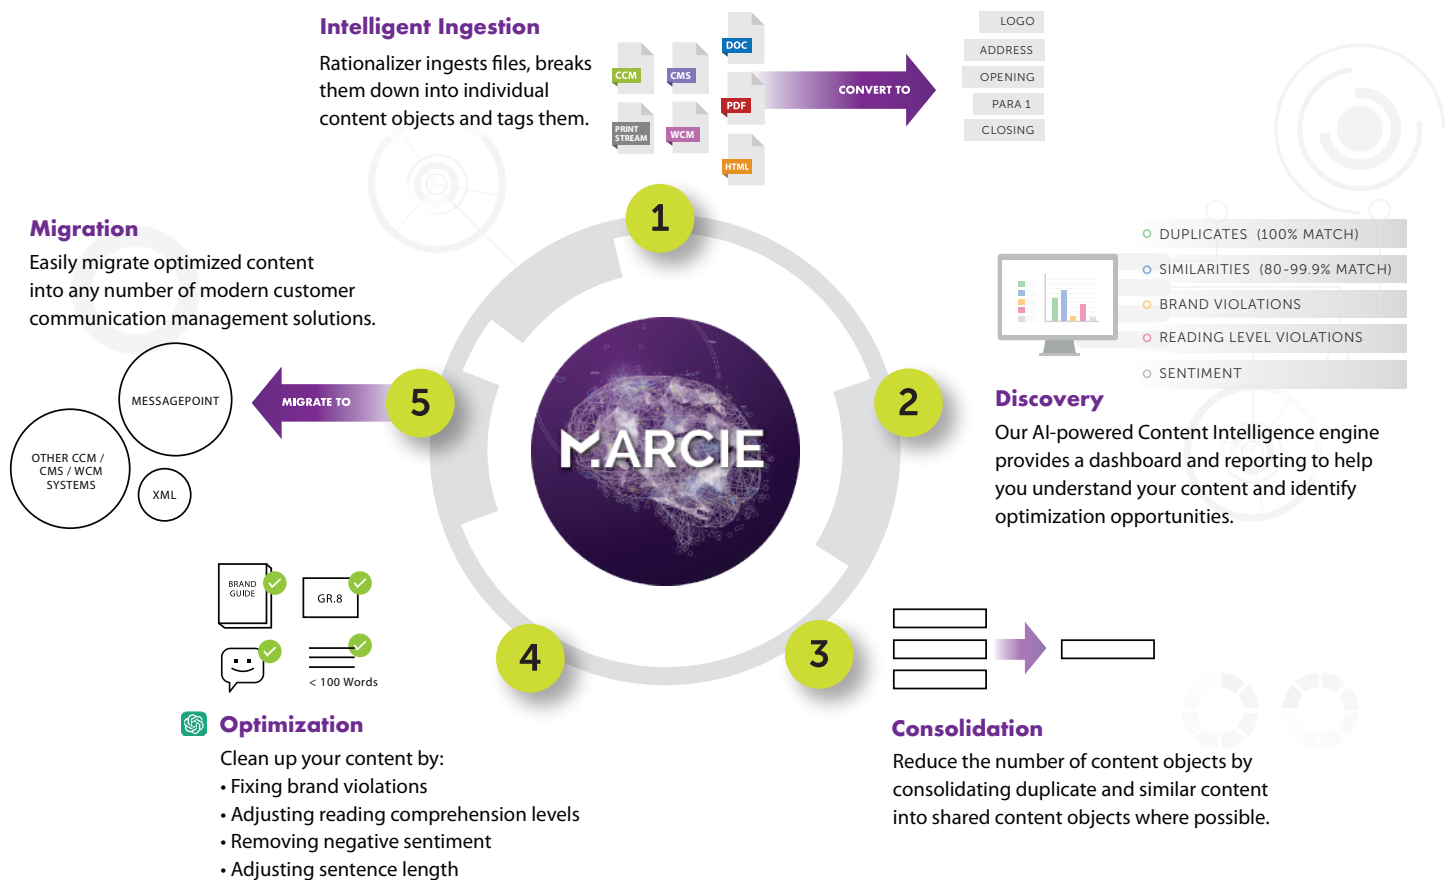 Intelligent Ingestion
Rationalizer ingests files, breaks
them down into individual
content objects and tags them.
CCM
CMS
DOC
PDF
PRINT
STREAM
WCM
HTML
CONVERT TO
LOGO
ADDRESS
OPENING
PARA 1
CLOSING
1
DUPLICATES (100% MATCH)
SIMILARITIES (80-99.9% MATCH)
BRAND VIOLATIONS
READING LEVEL VIOLATIONS
SENTIMENT
2
Discovery
Our AI-powered Content Intelligence engine
provides a dashboard and reporting to help
you understand your content and identify
optimization opportunities.
MARCIE
3
Consolidation
Reduce the number of content objects by
consolidating duplicate and similar content
into shared content objects where possible.
4
BRAND
GUIDE
GR.8
< 100 Words
Optimization
Clean up your content by:
• Fixing brand violations
• Adjusting reading comprehension levels
• Removing negative sentiment
• Adjusting sentence length
5
Migration
Easily migrate optimized content
into any number of modern customer
communication management solutions.
MIGRATE TO
MESSAGEPOINT
OTHER CCM /
CMS / WCM
SYSTEMS
XML